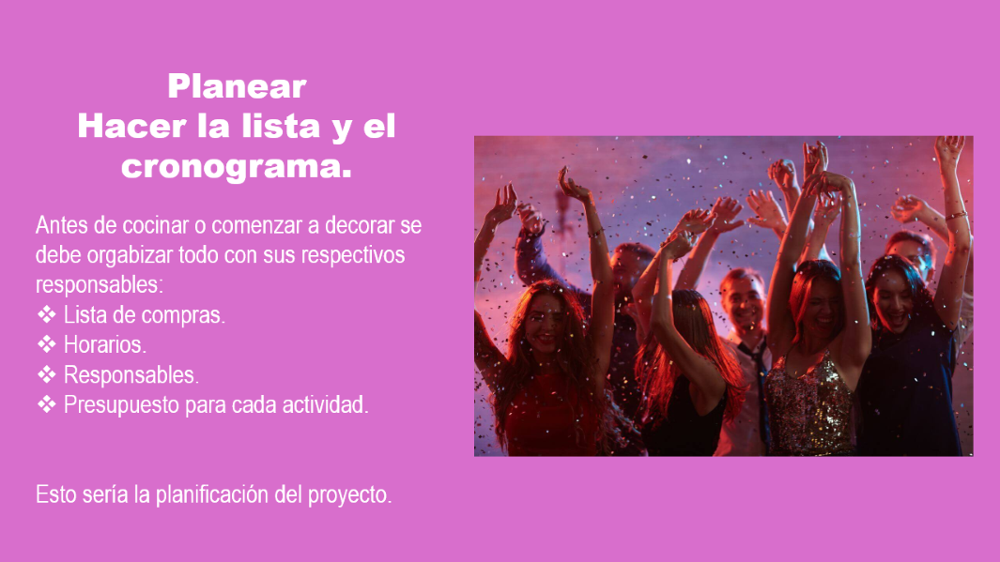 Planear
Hacer la lista y el
cronograma.
Antes de cocinar o comenzar a decorar se
debe orgabizar todo con sus respectivos
responsables:
❖ Lista de compras.
❖ Horarios.
❖ Responsables.
❖ Presupuesto para cada actividad.
Esto sería la planificación del proyecto.